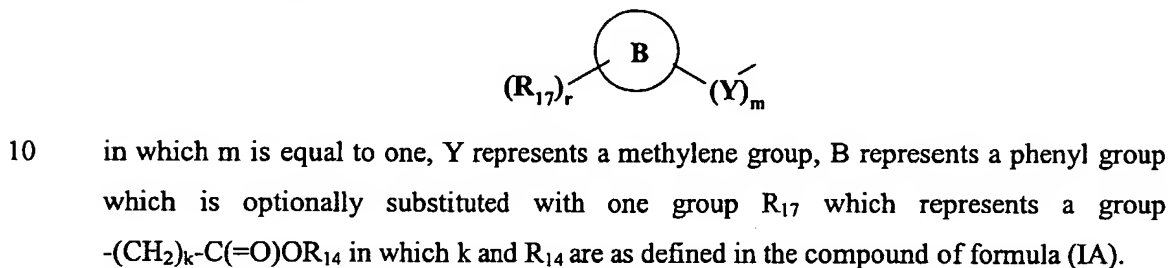 B
(R₁₇)ᵣ (Y)ₘ
10 in which m is equal to one, Y represents a methylene group, B represents a phenyl group
which is optionally substituted with one group R₁₇ which represents a group
-(CH₂)ₖ-C(=O)OR₁₄ in which k and R₁₄ are as defined in the compound of formula (IA).